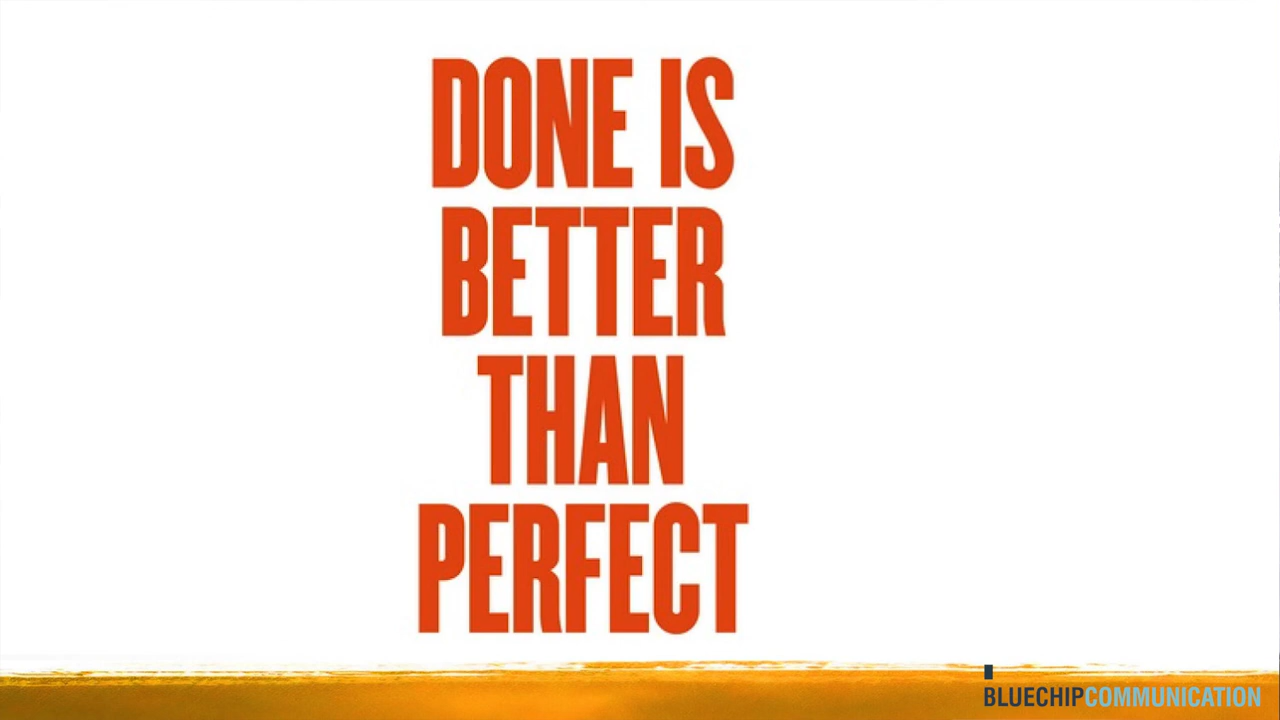 DONE IS
BETTER
THAN
PERFECT
BLUECHIPCOMMUNICATION